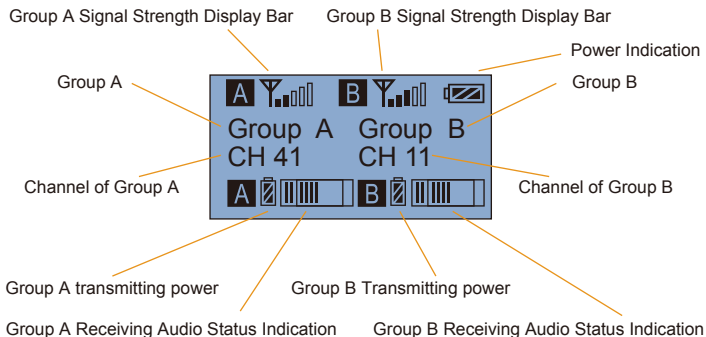 Group A Signal Strength Display Bar
Group B Signal Strength Display Bar
Power Indication
Group A
Group B
A
B
Group A
Group B
CH 41
CH 11
Channel of Group A
Channel of Group B
A
B
Group A transmitting power
Group B Transmitting power
Group A Receiving Audio Status Indication
Group B Receiving Audio Status Indication